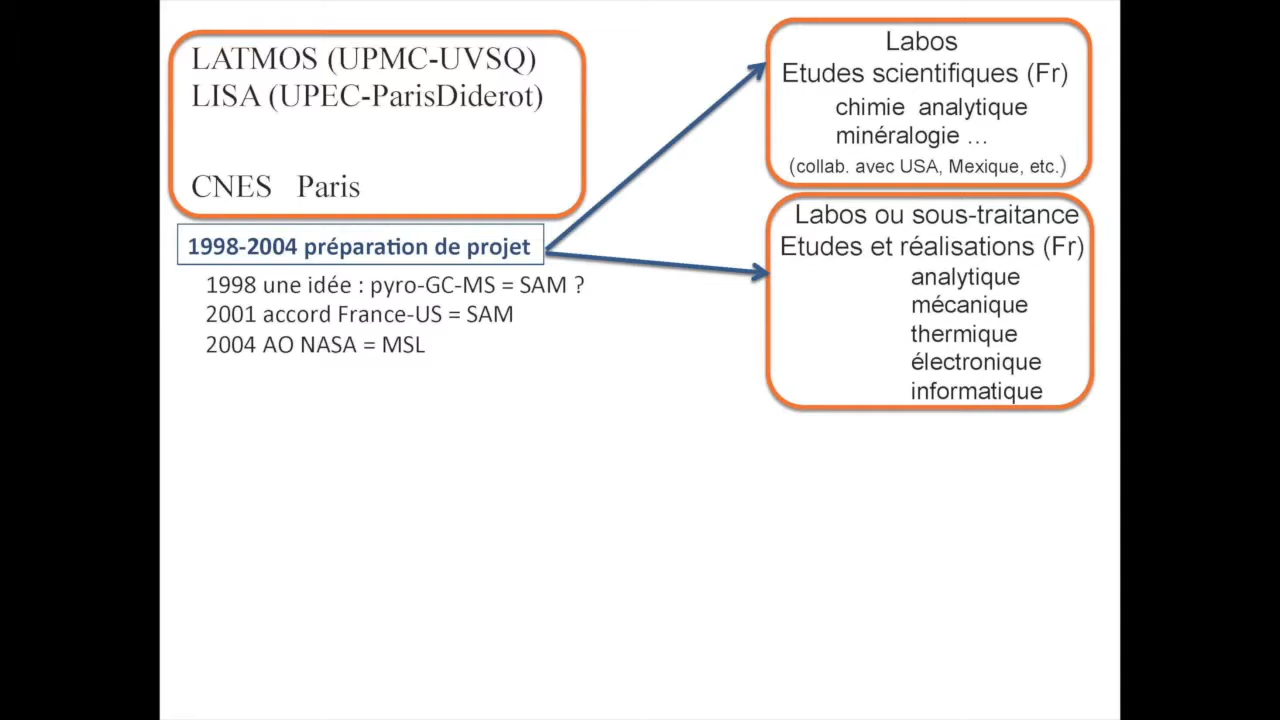 LATMOS (UPMC-UVSQ)
LISA (UPEC-ParisDiderot)
CNES Paris
1998-2004 préparation de projet
1998 une idée : pyro-GC-MS = SAM ?
2001 accord France-US = SAM
2004 AO NASA = MSL
Labos
Etudes scientifiques (Fr)
chimie analytique
minéralogie ...
(collab. avec USA, Mexique, etc.)
Labos ou sous-traitance
Etudes et réalisations (Fr)
analytique
mécanique
thermique
électronique
informatique